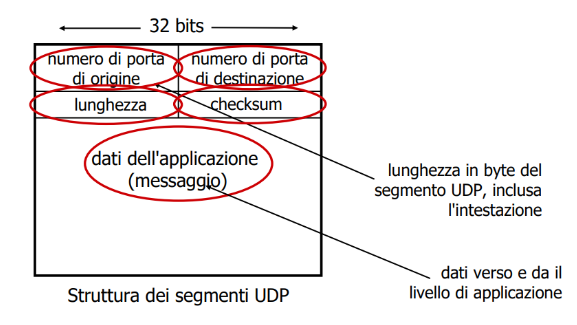 32 bits
numero di porta
di origine
numero di porta
di destinazione
lunghezza
checksum
dati dell'applicazione
(messaggio)
lunghezza in byte del
segmento UDP, inclusa
l'intestazione
dati verso e da il
livello di applicazione
Struttura dei segmenti UDP